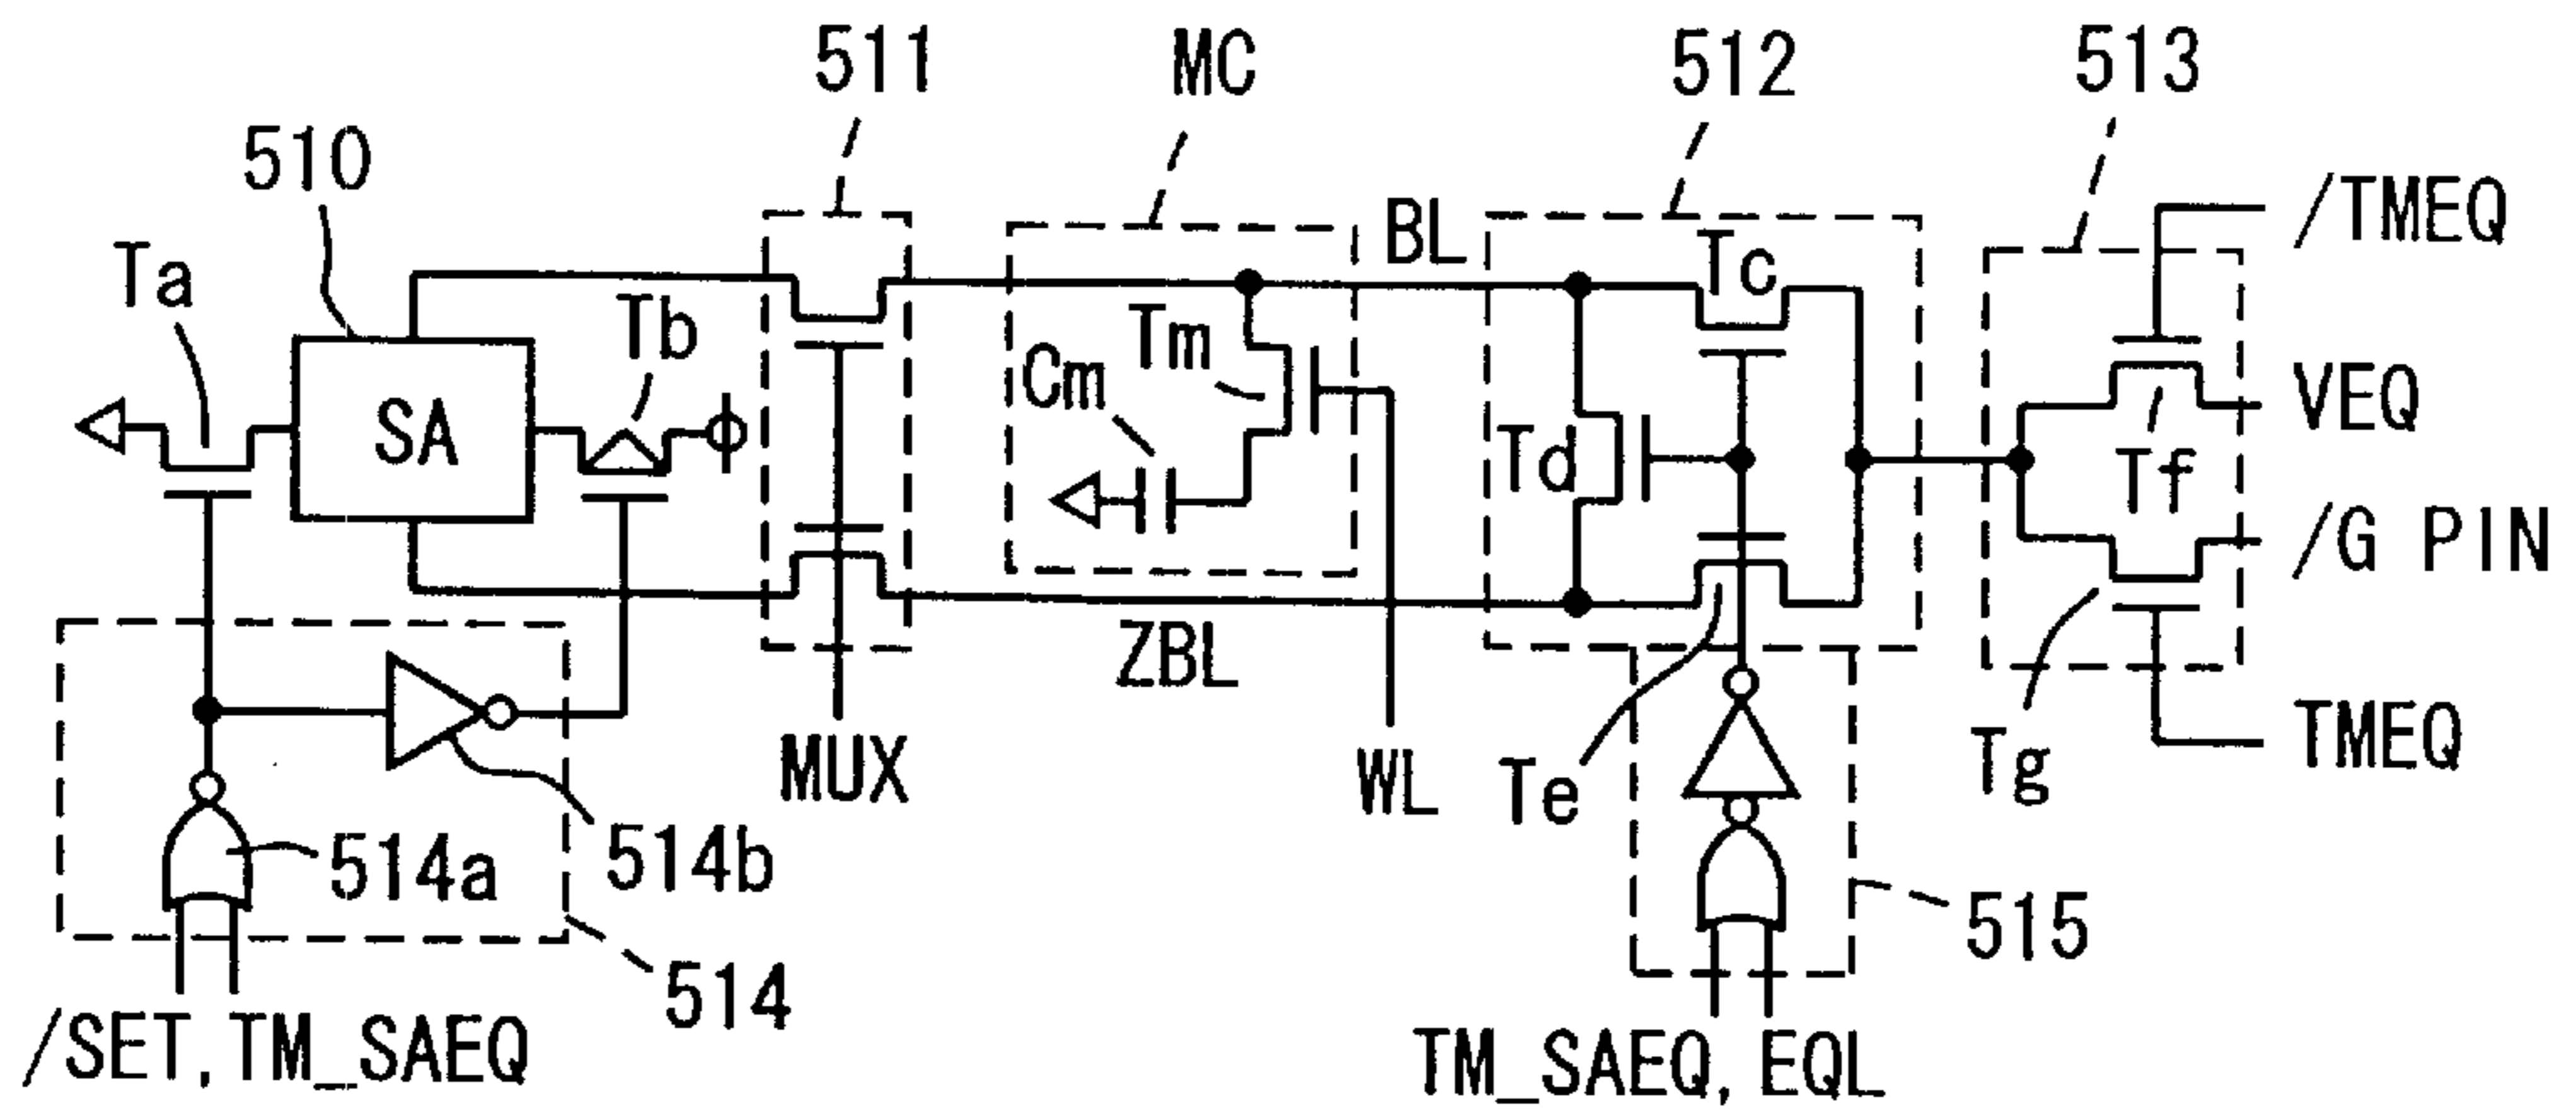 511
MC
512
513
510
/TMEQ
BL
Ta
Tb
Tc
Tm
Cm
SA
Td
VEQ
Tf
/G PIN
ZBL
MUX
WL
Te
Tg
TMEQ
514a
514b
515
514
/SET, TM_SAEQ
TM_SAEQ, EQL